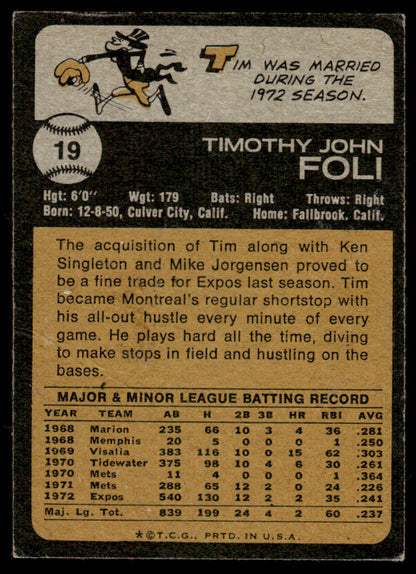 TIM WAS MARRIED
DURING THE
1972 SEASON.
19
TIMOTHY JOHN
FOLI
Hgt: 6'0" Wgt: 179 Bats: Right Throws: Right
Born: 12-8-50, Culver City, Calif. Home: Fallbrook. Calif.
The acquisition of Tim along with Ken
Singleton and Mike Jorgensen proved to
be a fine trade for Expos last season. Tim
became Montreal's regular shortstop with
his all-out hustle every minute of every
game. He plays hard all the time, diving
to make stops in field and hustling on the
bases.
MAJOR & MINOR LEAGUE BATTING RECORD
YEAR TEAM AB H 2B 3B HR RBI AVG
1968 Marion 235 66 10 3 4 36 .281
1968 Memphis 20 5 0 0 0 1 .250
1969 Visalia 383 116 10 0 15 62 .303
1970 Tidewater 375 98 10 4 6 30 .261
1970 Mets 11 4 0 0 0 1 .364
1971 Mets 288 65 12 2 0 24 .226
1972 Expos 540 130 12 2 2 35 .241
Maj. Lg. Tot. 839 199 24 4 2 60 .237
*©T.C.G., PRTD. IN U.S.A.